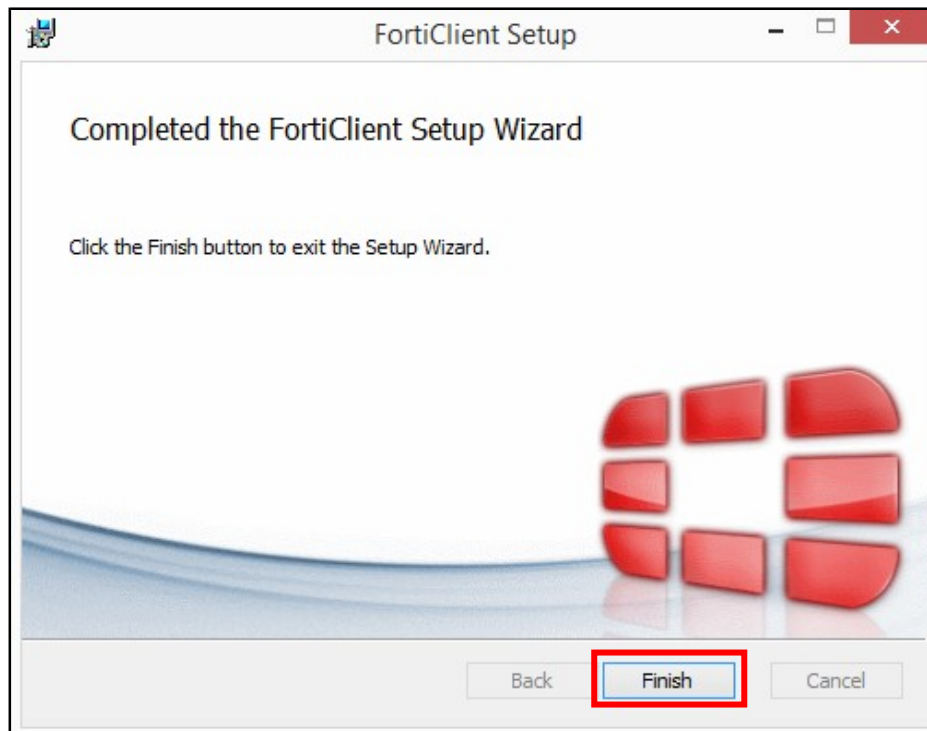 FortiClient Setup
Completed the FortiClient Setup Wizard
Click the Finish button to exit the Setup Wizard.
Back Finish Cancel